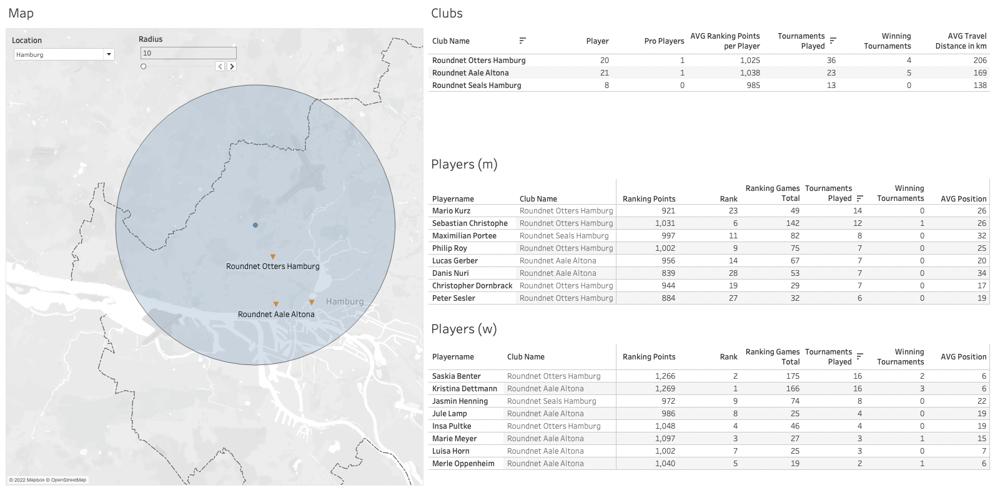 Map
Location
Radius
Hamburg
10
Roundnet Otters Hamburg
Hamburg
Roundnet Aale Altona
© 2022 Mapbox © OpenStreetMap
Clubs
Club Name Player Pro Players AVG Ranking Points per Player Tournaments Played Winning Tournaments AVG Travel Distance in km
Roundnet Otters Hamburg 20 1 1,025 36 4 206
Roundnet Aale Altona 21 1 1,038 23 5 169
Roundnet Seals Hamburg 8 0 985 13 0 138
Players (m)
Playername Club Name Ranking Points Rank Ranking Games Total Tournaments Played Winning Tournaments AVG Position
Mario Kurz Roundnet Otters Hamburg 921 23 49 14 0 26
Sebastian Christophe Roundnet Otters Hamburg 1,031 6 142 12 1 26
Maximilian Portee Roundnet Seals Hamburg 997 11 82 8 0 32
Philip Roy Roundnet Otters Hamburg 1,002 9 75 7 0 25
Lucas Gerber Roundnet Aale Altona 956 14 67 7 0 20
Danis Nuri Roundnet Aale Altona 839 28 53 7 0 34
Christopher Dornbrack Roundnet Otters Hamburg 944 19 29 7 0 17
Peter Sesler Roundnet Otters Hamburg 884 27 32 6 0 19
Players (w)
Playername Club Name Ranking Points Rank Ranking Games Total Tournaments Played Winning Tournaments AVG Position
Saskia Benter Roundnet Otters Hamburg 1,266 2 175 16 2 6
Kristina Dettmann Roundnet Aale Altona 1,269 1 166 16 3 6
Jasmin Henning Roundnet Seals Hamburg 972 9 74 8 0 22
Jule Lamp Roundnet Aale Altona 986 8 25 4 0 19
Insa Pultke Roundnet Otters Hamburg 1,048 4 46 4 0 19
Marie Meyer Roundnet Aale Altona 1,097 3 27 3 1 15
Luisa Horn Roundnet Aale Altona 1,002 7 25 3 0 7
Merle Oppenheim Roundnet Aale Altona 1,040 5 19 2 1 6